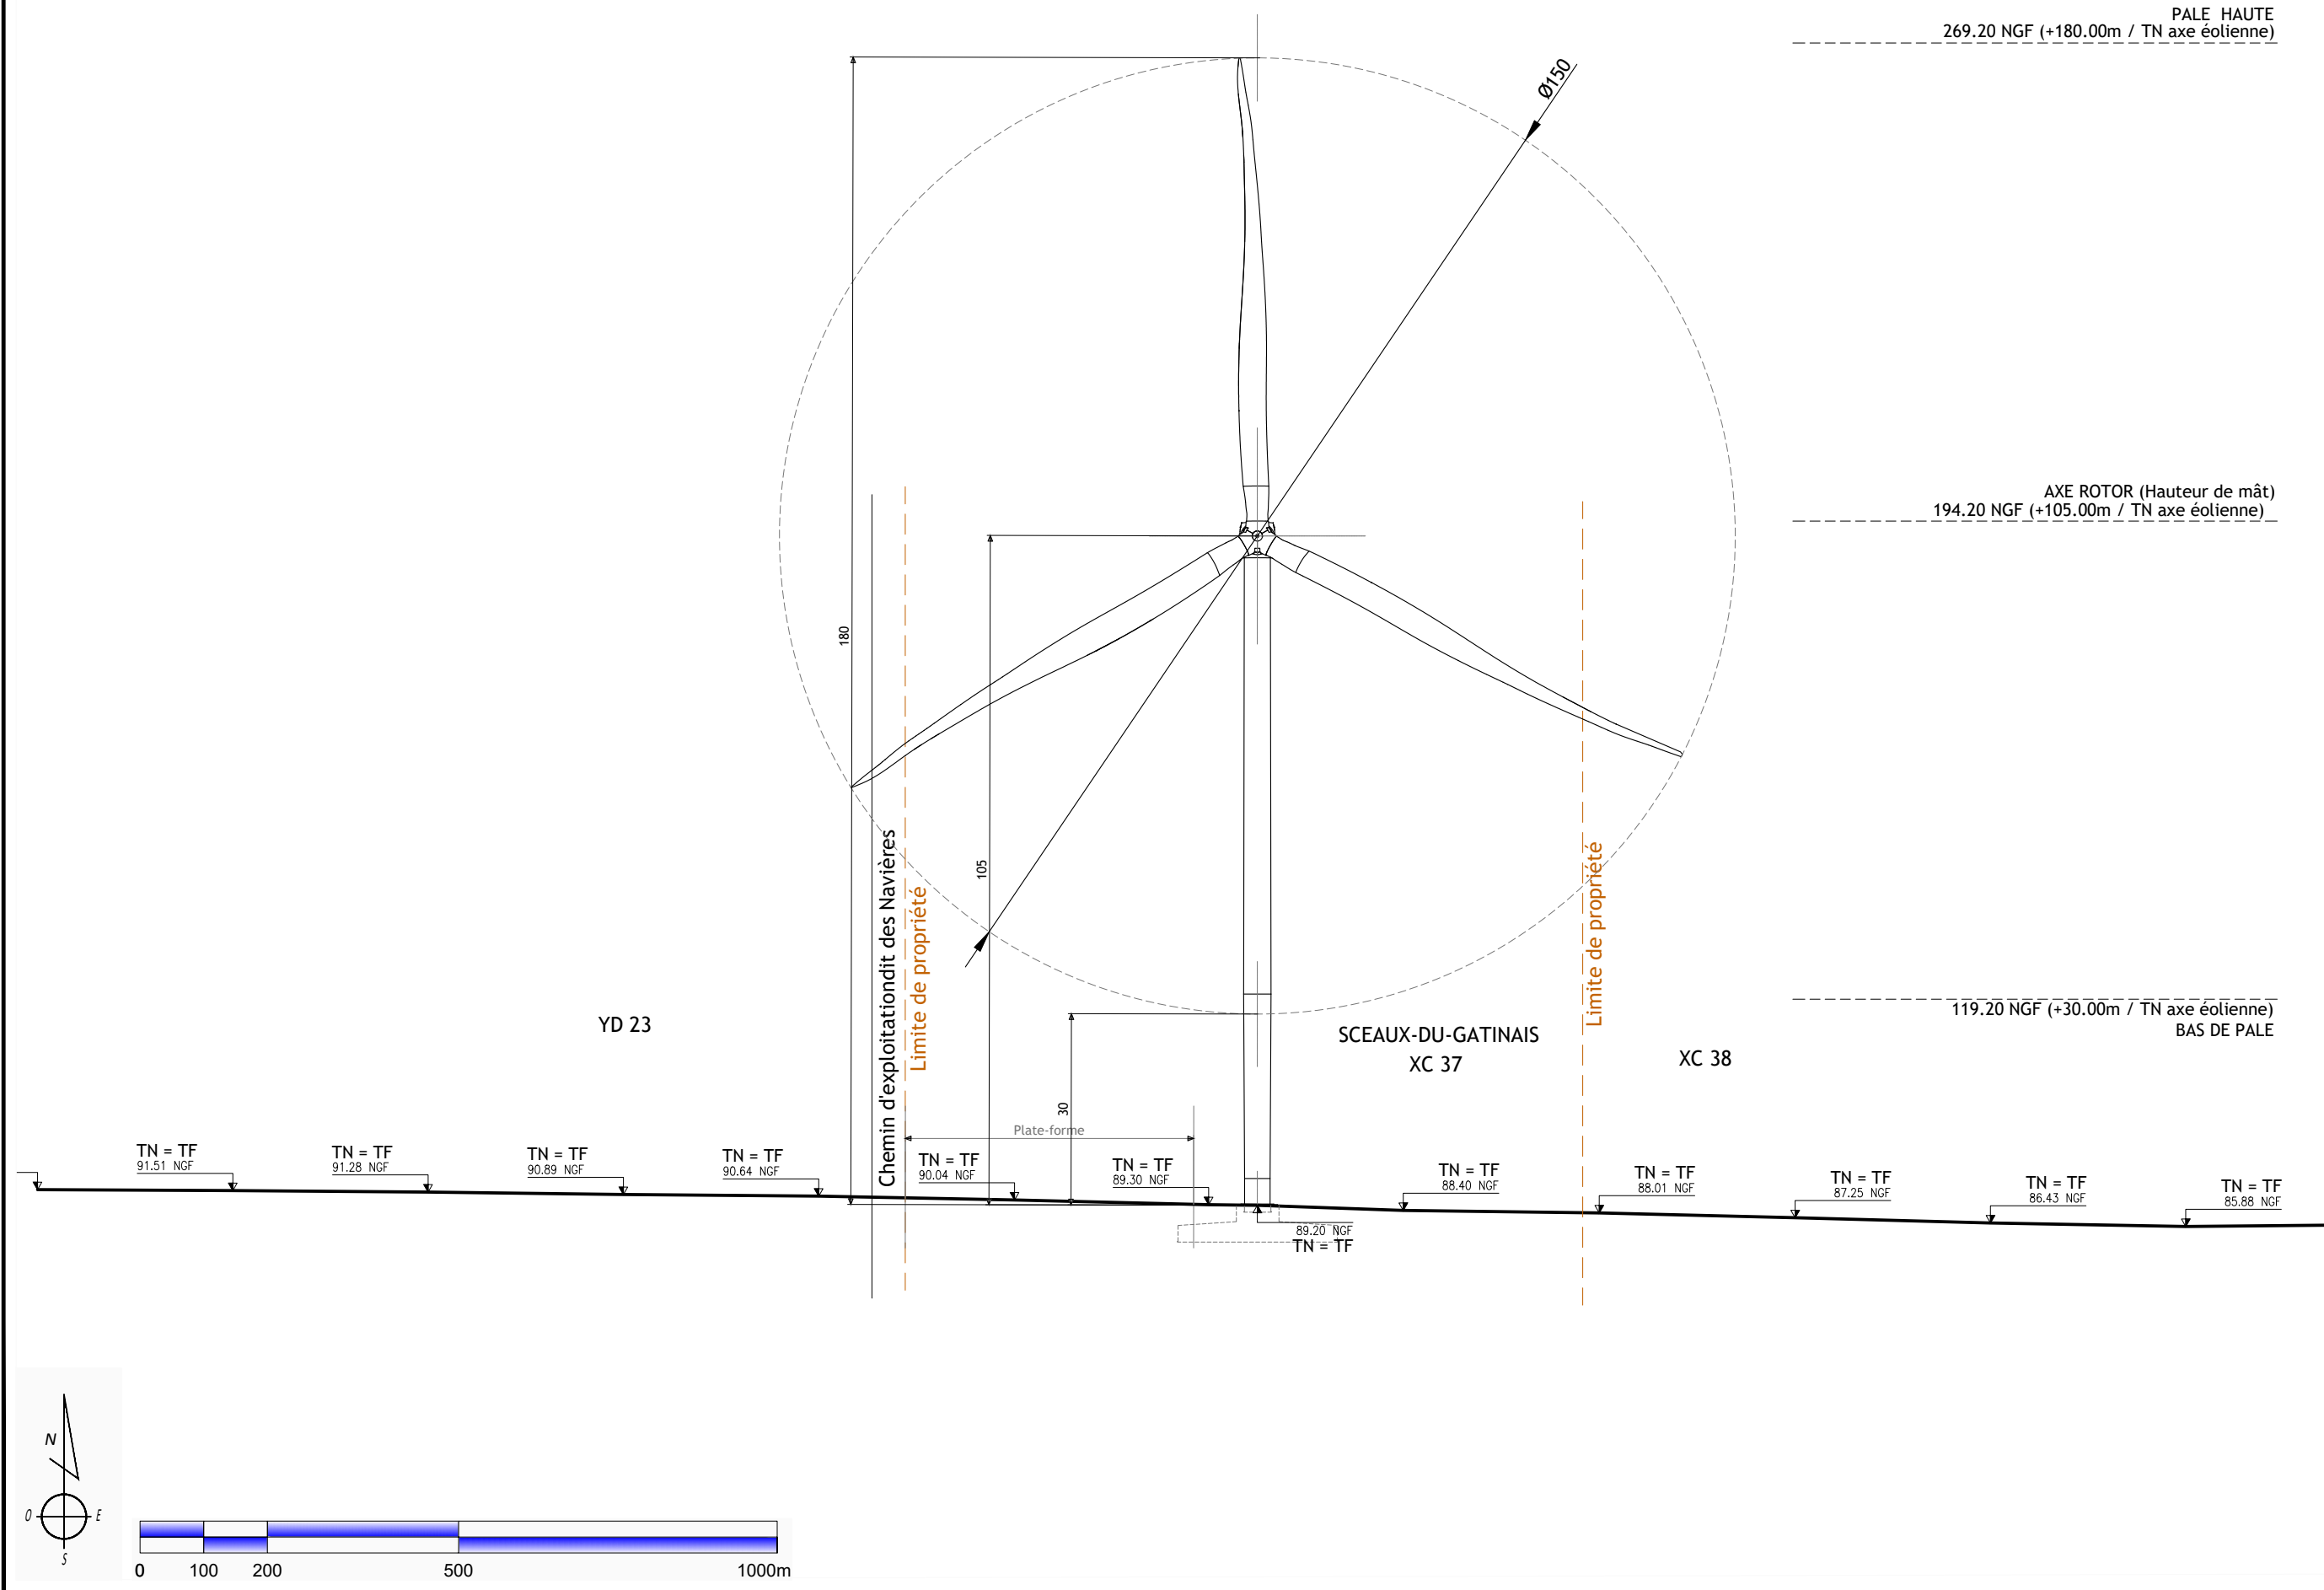 PALE HAUTE
269.20 NGF (+180.00m / TN axe éolienne)
Ø150
AXE ROTOR (Hauteur de mât)
194.20 NGF (+105.00m / TN axe éolienne)
180
105
Chemin d'exploitationdit des Navières
Limite de propriété
Limite de propriété
119.20 NGF (+30.00m / TN axe éolienne)
BAS DE PALE
YD 23
SCEAUX-DU-GATINAIS
XC 37
XC 38
30
Plate-forme
TN = TF
91.51 NGF
TN = TF
91.28 NGF
TN = TF
90.89 NGF
TN = TF
90.64 NGF
TN = TF
90.04 NGF
TN = TF
89.30 NGF
TN = TF
88.40 NGF
TN = TF
88.01 NGF
TN = TF
87.25 NGF
TN = TF
86.43 NGF
TN = TF
85.88 NGF
89.20 NGF
TN = TF
N
O
E
S
0 100 200 500 1000m